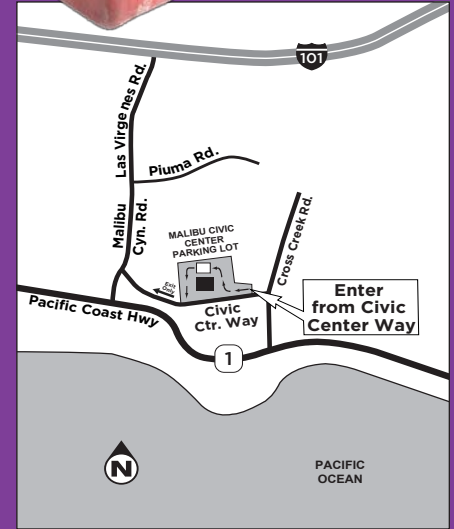 101
Las Virgenes Rd.
Piuma Rd.
Malibu
Cyn. Rd.
MALIBU CIVIC
CENTER
PARKING LOT
Cross Creek Rd.
Exit
Only
Enter
from Civic
Center Way
Pacific Coast Hwy
Civic
Ctr. Way
1
N
PACIFIC
OCEAN